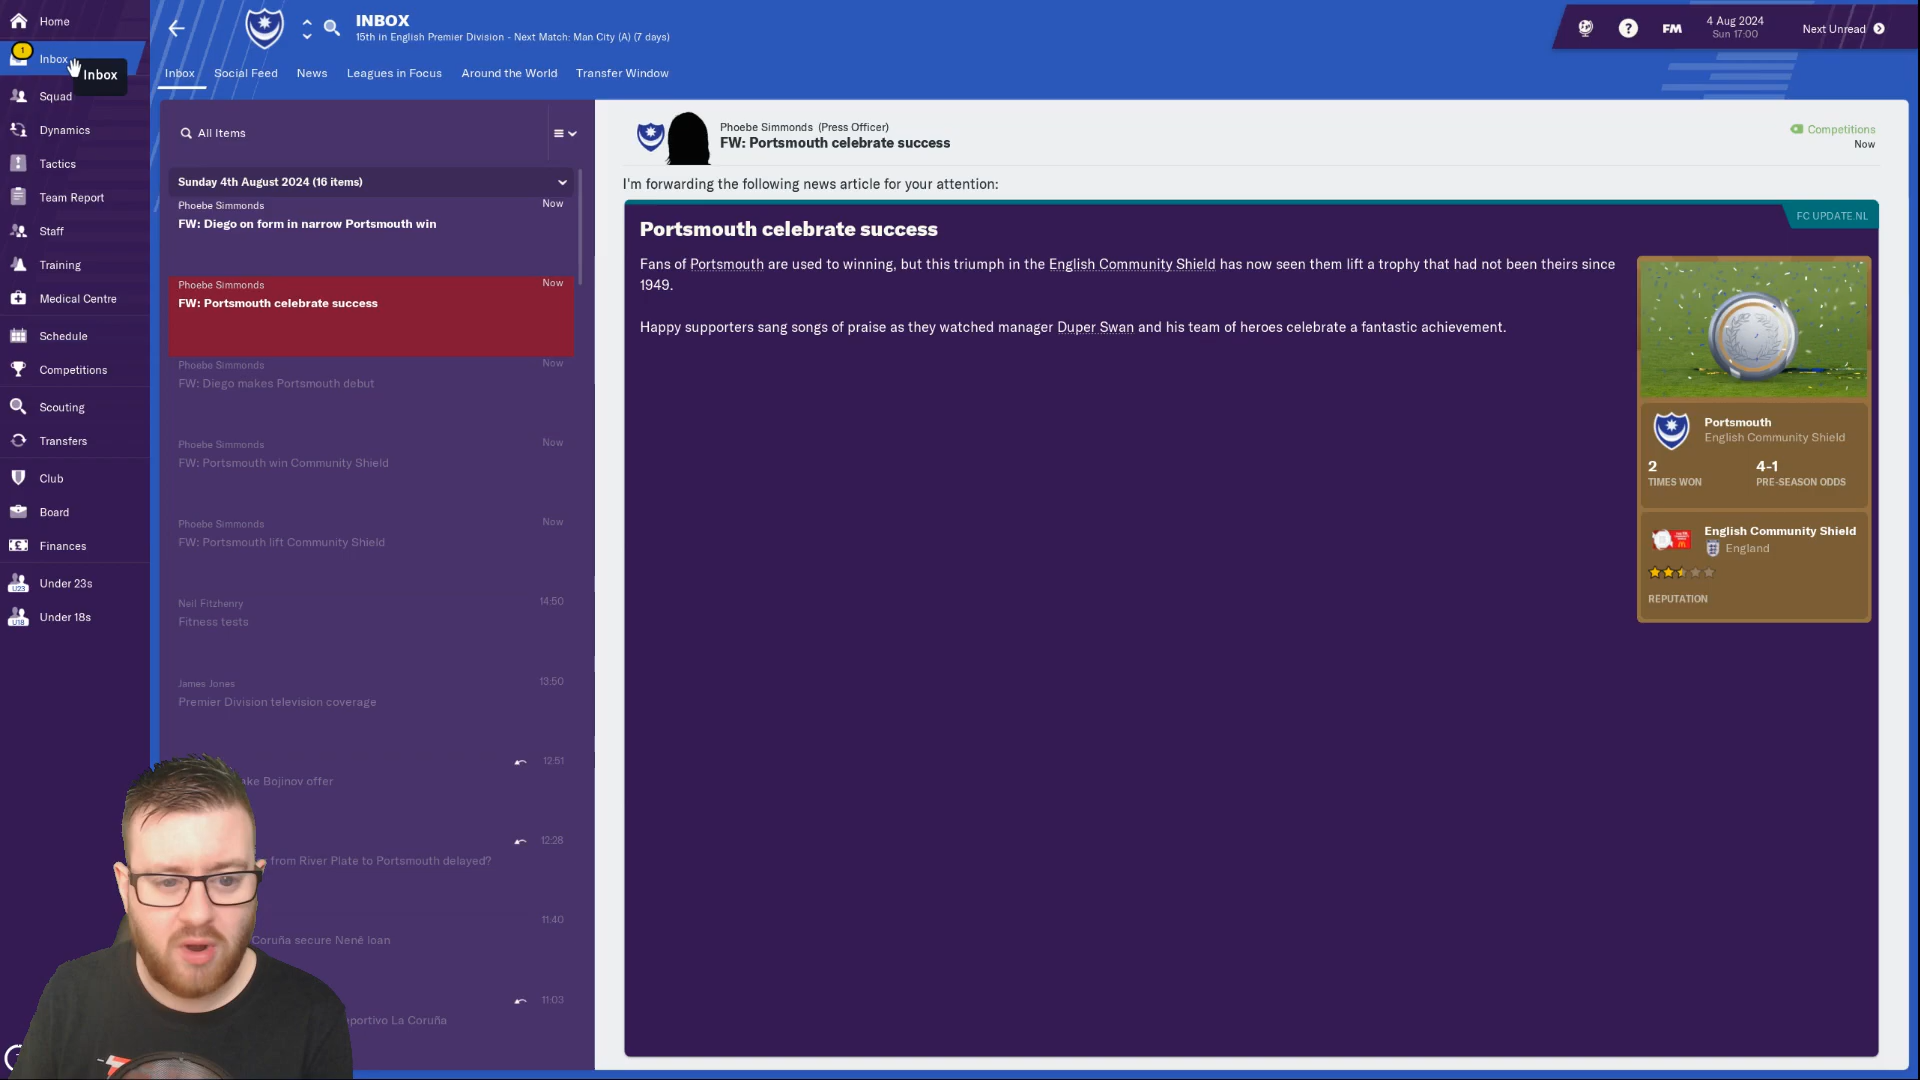 Home
1
Inbox
Inbox
Squad
Dynamics
Tactics
Team Report
Staff
Training
Medical Centre
Schedule
Competitions
Scouting
Transfers
Club
Board
Finances
U23
Under 23s
U18
Under 18s
INBOX
15th in English Premier Division - Next Match: Man City (A) (7 days)
?
FM
4 Aug 2024
Sun 17:00
Next Unread
Inbox
Social Feed
News
Leagues in Focus
Around the World
Transfer Window
All Items
Sunday 4th August 2024 (16 items)
Phoebe Simmonds
Now
FW: Diego on form in narrow Portsmouth win
Phoebe Simmonds
Now
FW: Portsmouth celebrate success
Phoebe Simmonds
Now
FW: Diego makes Portsmouth debut
Phoebe Simmonds
Now
FW: Portsmouth win Community Shield
Phoebe Simmonds
Now
FW: Portsmouth lift Community Shield
Neil Fitzhenry
14:50
Fitness tests
James Jones
13:50
Premier Division television coverage
12:51
Bojinov offer
12:28
from River Plate to Portsmouth delayed?
11:40
Coruña secure Nenê loan
11:03
La Coruña
Phoebe Simmonds (Press Officer)
FW: Portsmouth celebrate success
Competitions
Now
I'm forwarding the following news article for your attention:
FC UPDATE.NL
Portsmouth celebrate success
Fans of Portsmouth are used to winning, but this triumph in the English Community Shield has now seen them lift a trophy that had not been theirs since
1949.
Happy supporters sang songs of praise as they watched manager Duper Swan and his team of heroes celebrate a fantastic achievement.
Portsmouth
English Community Shield
2
4-1
TIMES WON
PRE-SEASON ODDS
English Community Shield
England
REPUTATION